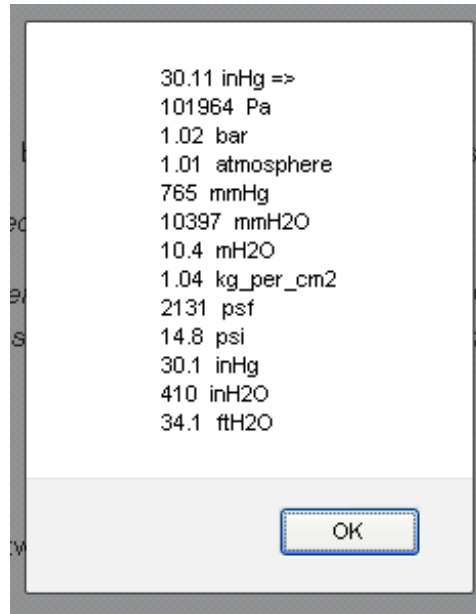 30.11 inHg =>
101964 Pa
1.02 bar
1.01 atmosphere
765 mmHg
10397 mmH2O
10.4 mH2O
1.04 kg_per_cm2
2131 psf
14.8 psi
30.1 inHg
410 inH2O
34.1 ftH2O
OK